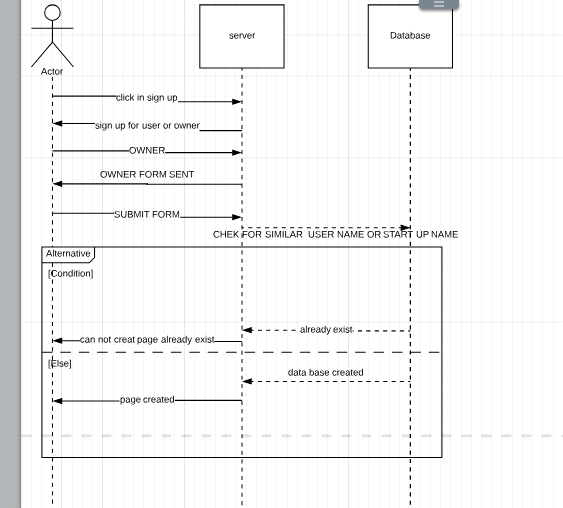 server
Database
Actor
click in sign up
sign up for user or owner
OWNER
OWNER FORM SENT
SUBMIT FORM
CHEK FOR SIMILAR USER NAME OR START UP NAME
Alternative
[Condition]
already exist
can not creat page already exist
[Else]
data base created
page created